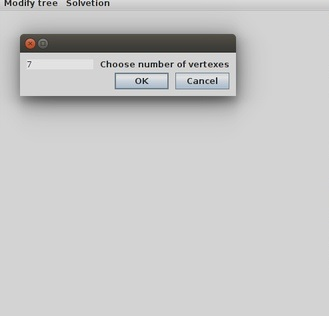 Modify tree Solvetion
7 Choose number of vertexes
OK Cancel